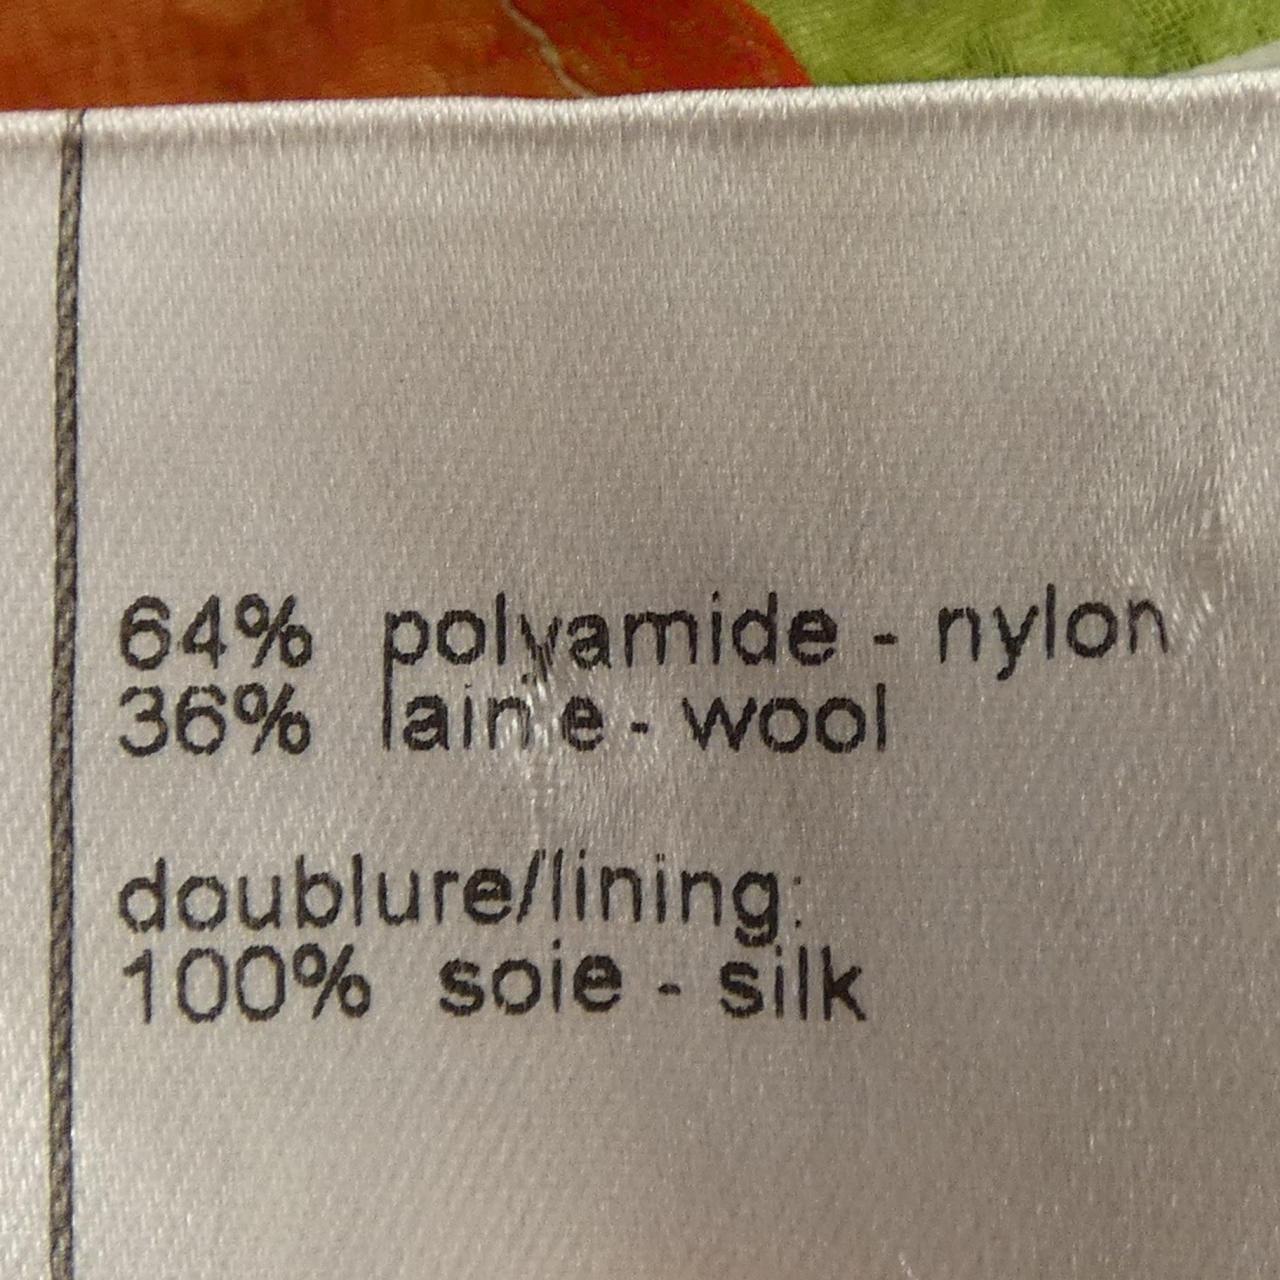 64% polyamide - nylon
36% laine - wool
doublure/lining:
100% soie - silk